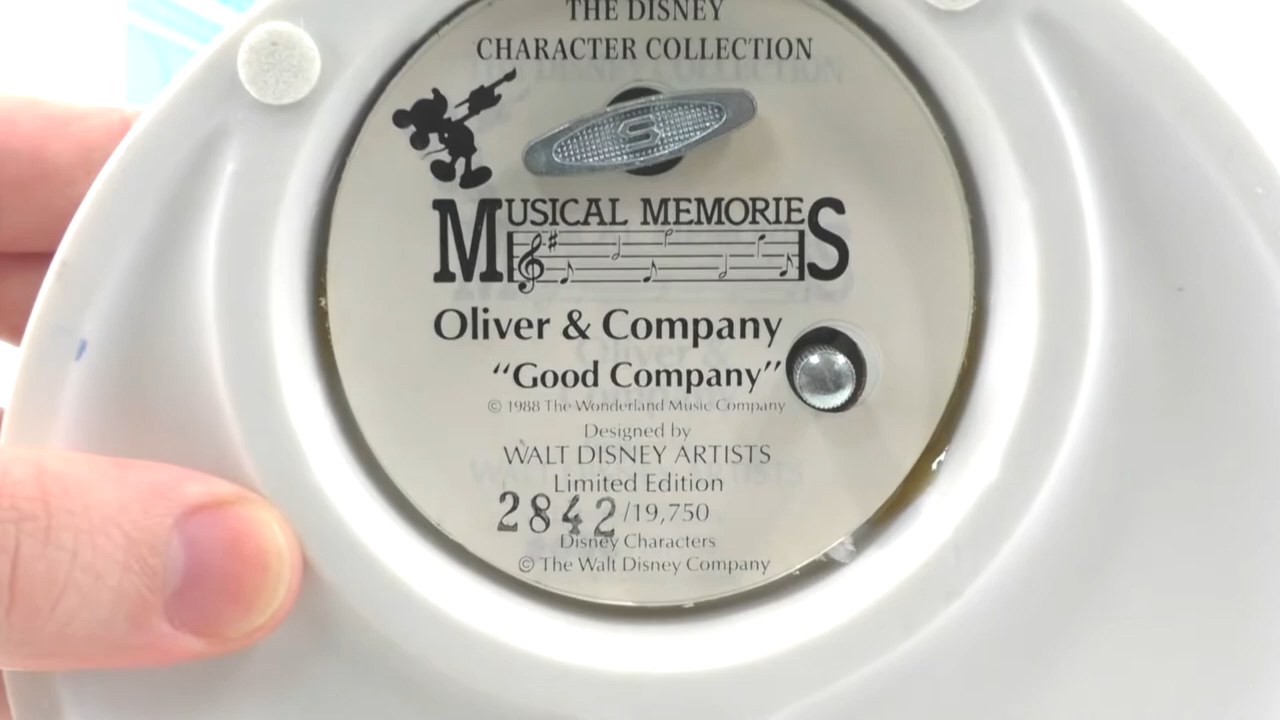 THE DISNEY
CHARACTER COLLECTION
S
MUSICAL MEMORIES
Oliver & Company
“Good Company”
© 1988 The Wonderland Music Company
Designed by
WALT DISNEY ARTISTS
Limited Edition
2842/19,750
Disney Characters
© The Walt Disney Company